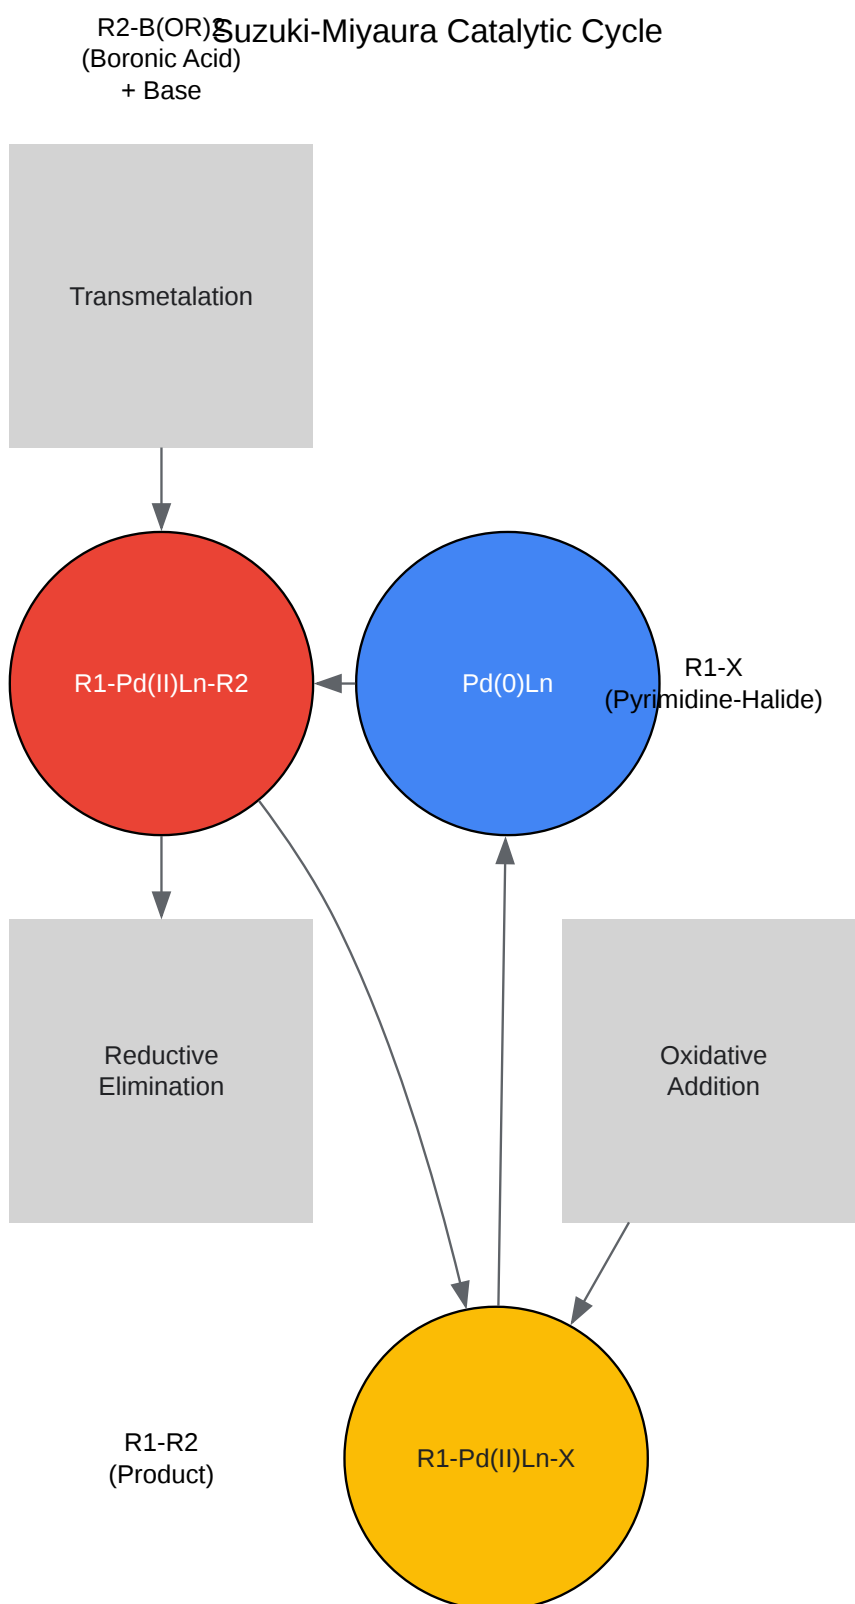 Suzuki-Miyaura Catalytic Cycle
R2-B(OR)2
(Boronic Acid)
+ Base
Transmetalation
R1-Pd(II)Ln-R2
Pd(0)Ln
R1-X
(Pyrimidine-Halide)
Reductive
Elimination
Oxidative
Addition
R1-R2
(Product)
R1-Pd(II)Ln-X